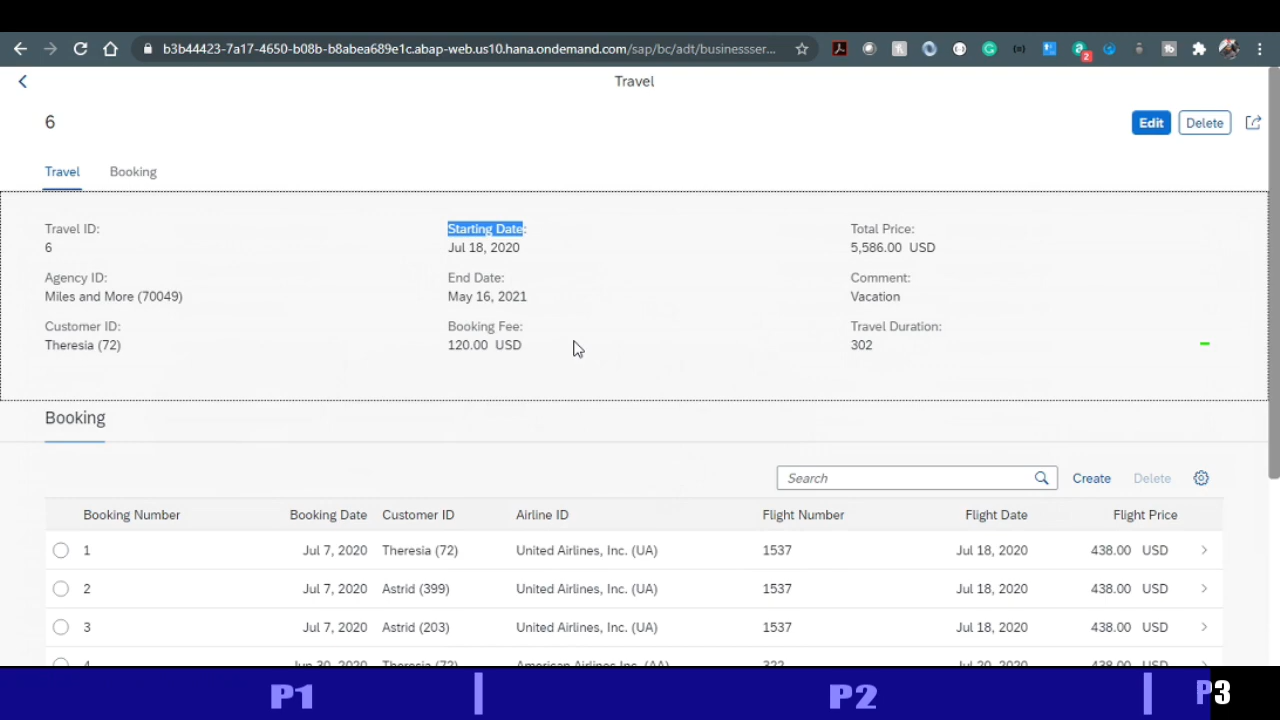 b3b44423-7a17-4650-b08b-b8abea689e1c.abap-web.us10.hana.ondemand.com/sap/bc/adt/businessser...
2
Travel
6
Edit Delete
Travel Booking
Travel ID: Starting Date: Total Price:
6 Jul 18, 2020 5,586.00 USD
Agency ID: End Date: Comment:
Miles and More (70049) May 16, 2021 Vacation
Customer ID: Booking Fee: Travel Duration:
Theresia (72) 120.00 USD 302
Booking
Search Create Delete
Booking Number Booking Date Customer ID Airline ID Flight Number Flight Date Flight Price
1 Jul 7, 2020 Theresia (72) United Airlines, Inc. (UA) 1537 Jul 18, 2020 438.00 USD
2 Jul 7, 2020 Astrid (399) United Airlines, Inc. (UA) 1537 Jul 18, 2020 438.00 USD
3 Jul 7, 2020 Astrid (203) United Airlines, Inc. (UA) 1537 Jul 18, 2020 438.00 USD
4 Jun 30, 2020 Theresia (72) American Airlines Inc. (AA) 322 Jul 20, 2020 438.00 USD
P1 P2 P3